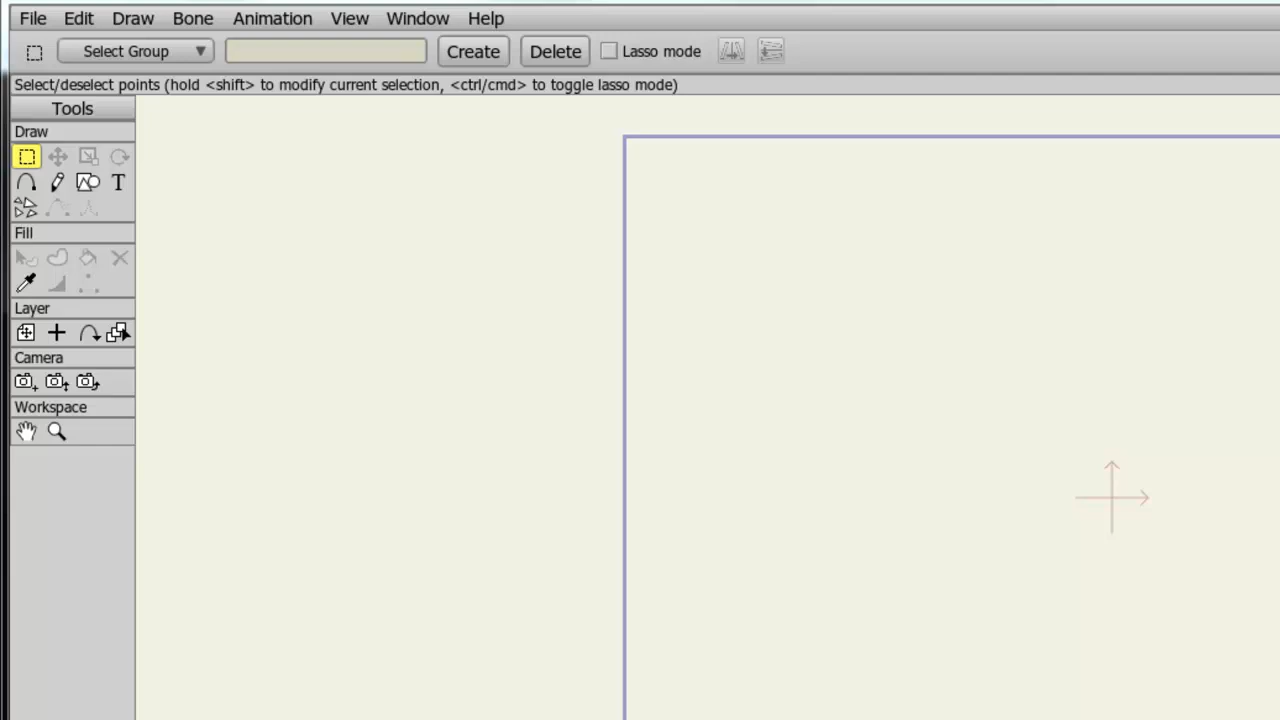 File Edit Draw Bone Animation View Window Help
Select Group Create Delete Lasso mode
Select/deselect points (hold <shift> to modify current selection, <ctrl/cmd> to toggle lasso mode)
Tools
Draw
T
Fill
Layer
Camera
Workspace